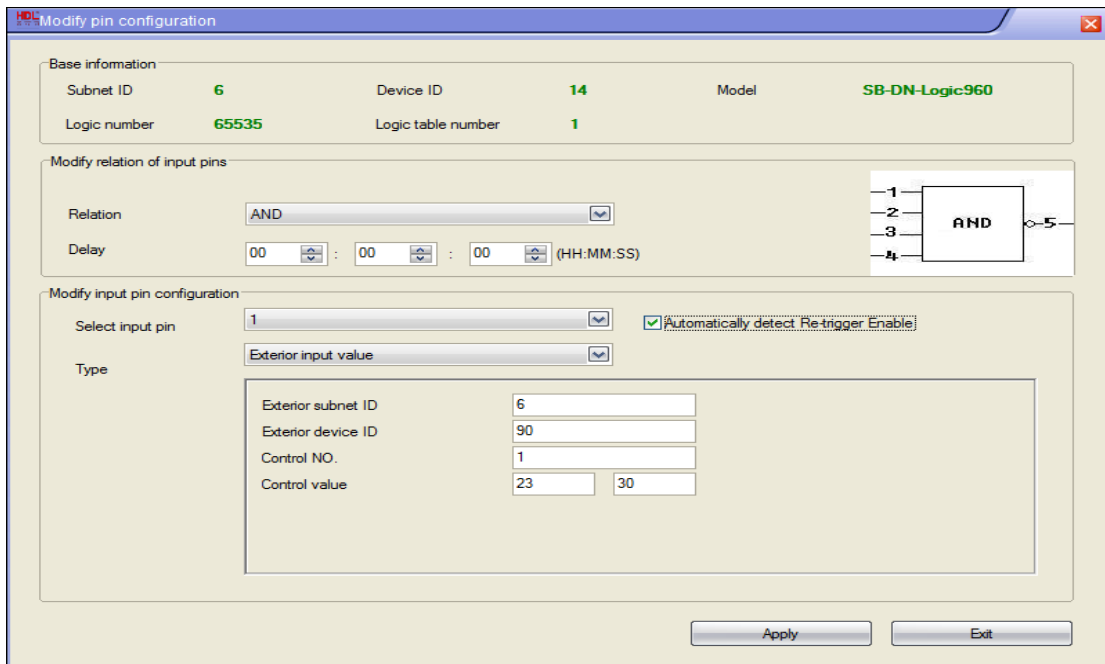 HDL Modify pin configuration
Base information
Subnet ID 6 Device ID 14 Model SB-DN-Logic960
Logic number 65535 Logic table number 1
Modify relation of input pins
Relation AND
Delay 00 : 00 : 00 (HH:MM:SS)
1
2
3
4
AND
5
Modify input pin configuration
Select input pin 1 Automatically detect Re-trigger Enable
Type Exterior input value
Exterior subnet ID 6
Exterior device ID 90
Control NO. 1
Control value 23 30
Apply Exit